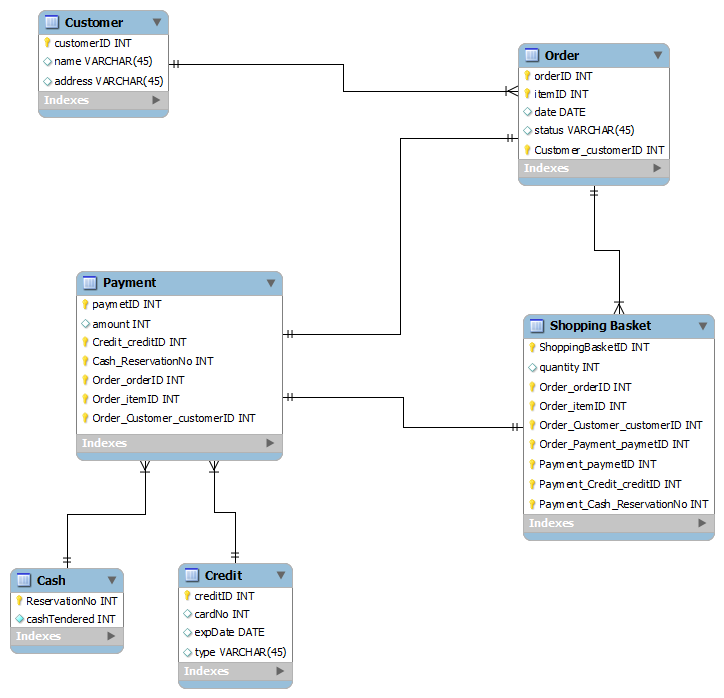 Customer
customerID INT
name VARCHAR(45)
address VARCHAR(45)
Indexes
Order
orderID INT
itemID INT
date DATE
status VARCHAR(45)
Customer_customerID INT
Indexes
Payment
paymetID INT
amount INT
Credit_creditID INT
Cash_ReservationNo INT
Order_orderID INT
Order_itemID INT
Order_Customer_customerID INT
Indexes
Shopping Basket
ShoppingBasketID INT
quantity INT
Order_orderID INT
Order_itemID INT
Order_Customer_customerID INT
Order_Payment_paymetID INT
Payment_paymetID INT
Payment_Credit_creditID INT
Payment_Cash_ReservationNo INT
Indexes
Cash
ReservationNo INT
cashTendered INT
Indexes
Credit
creditID INT
cardNo INT
expDate DATE
type VARCHAR(45)
Indexes